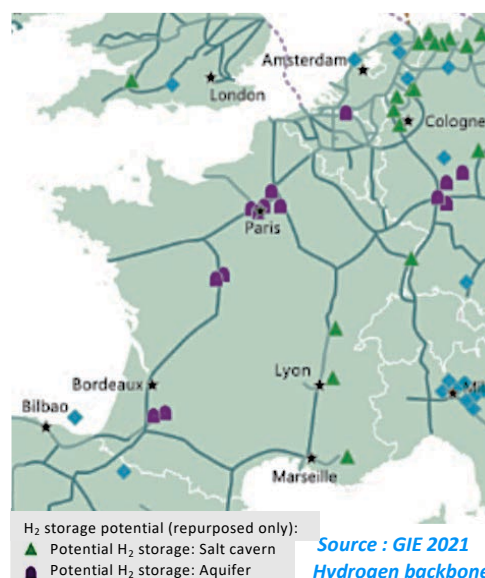 Amsterdam
London
Cologne
Paris
Bordeaux
Lyon
Bilbao
Marseille
H₂ storage potential (repurposed only):
Potential H₂ storage: Salt cavern
Potential H₂ storage: Aquifer
Source : GIE 2021
Hydrogen backbone